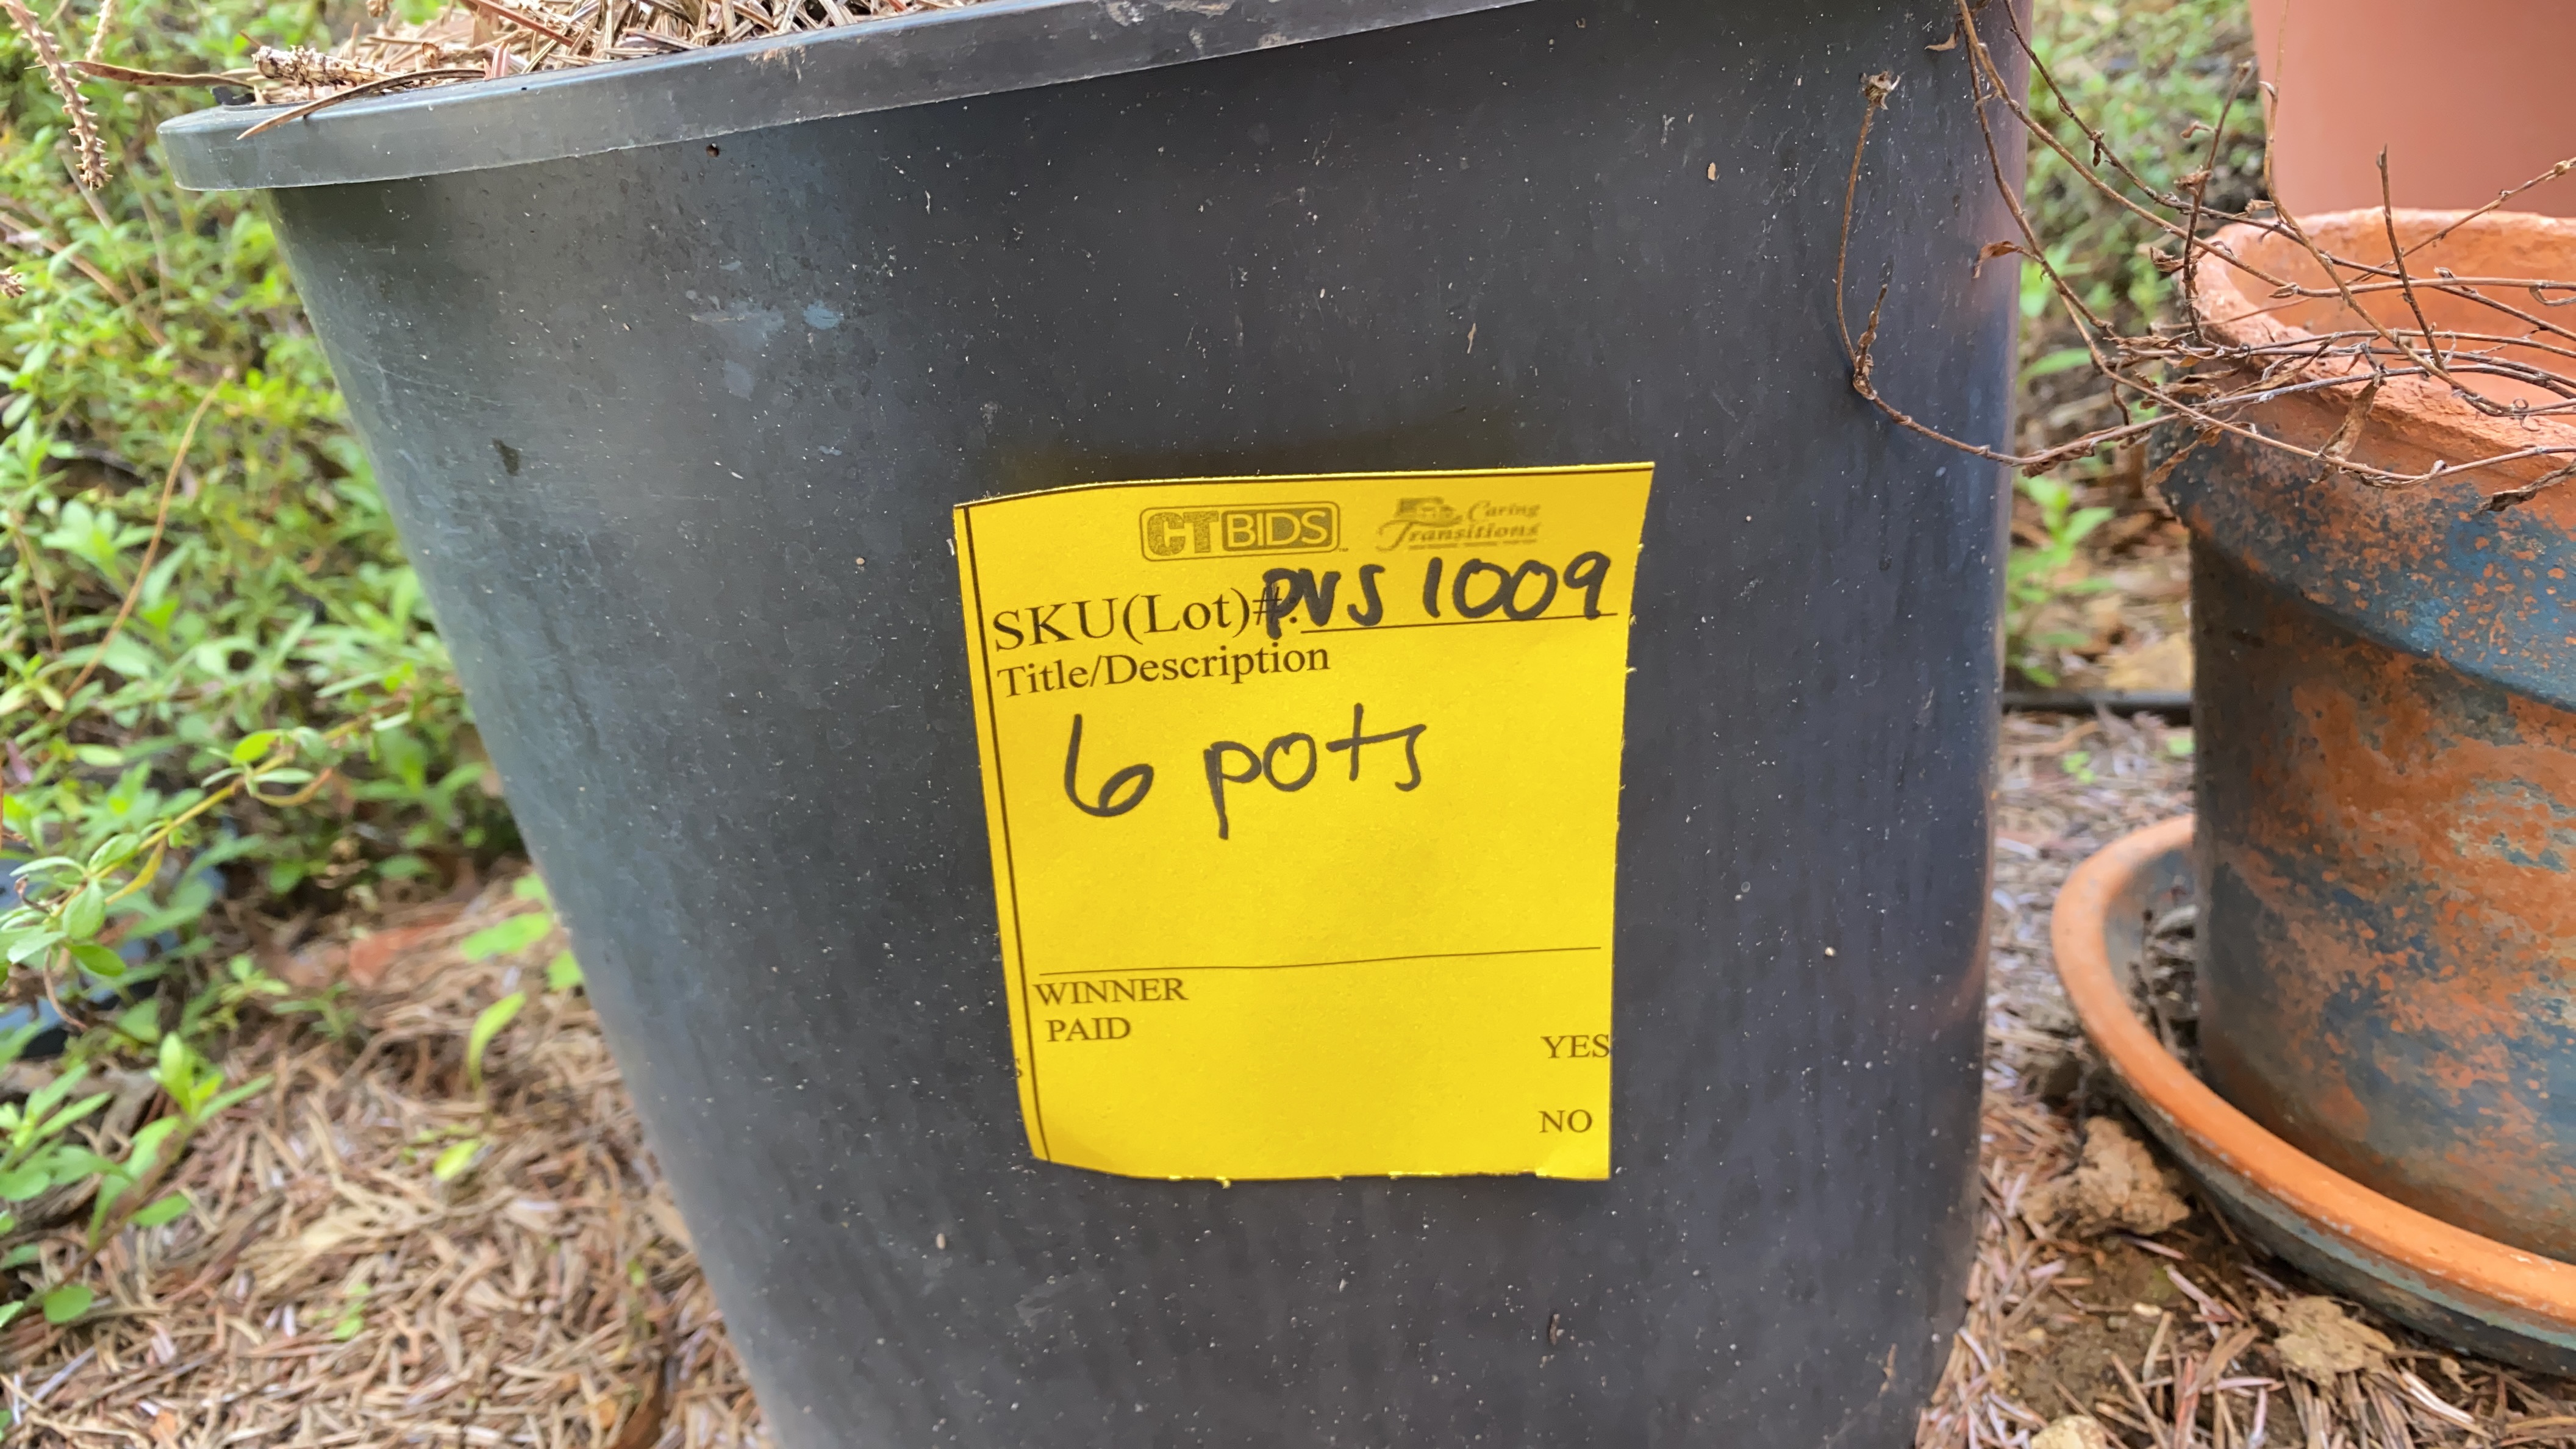 CTBIDS Caring Transitions
SKU(Lot)#: PVS 1009
Title/Description
6 pots
WINNER
PAID
YES
NO